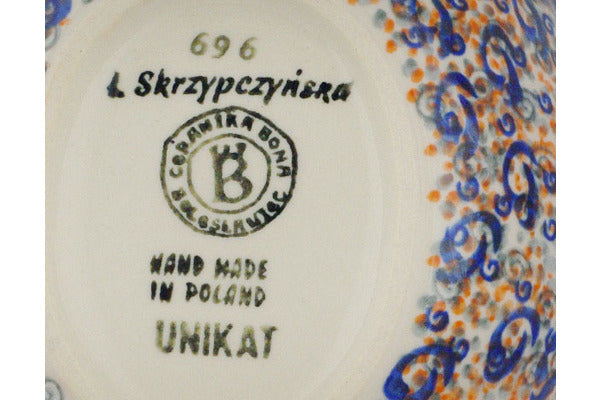 696
Ł Skrzypczyńska
CERAMIKA BONA
BOLESŁAWIEC
B
HAND MADE
IN POLAND
UNIKAT